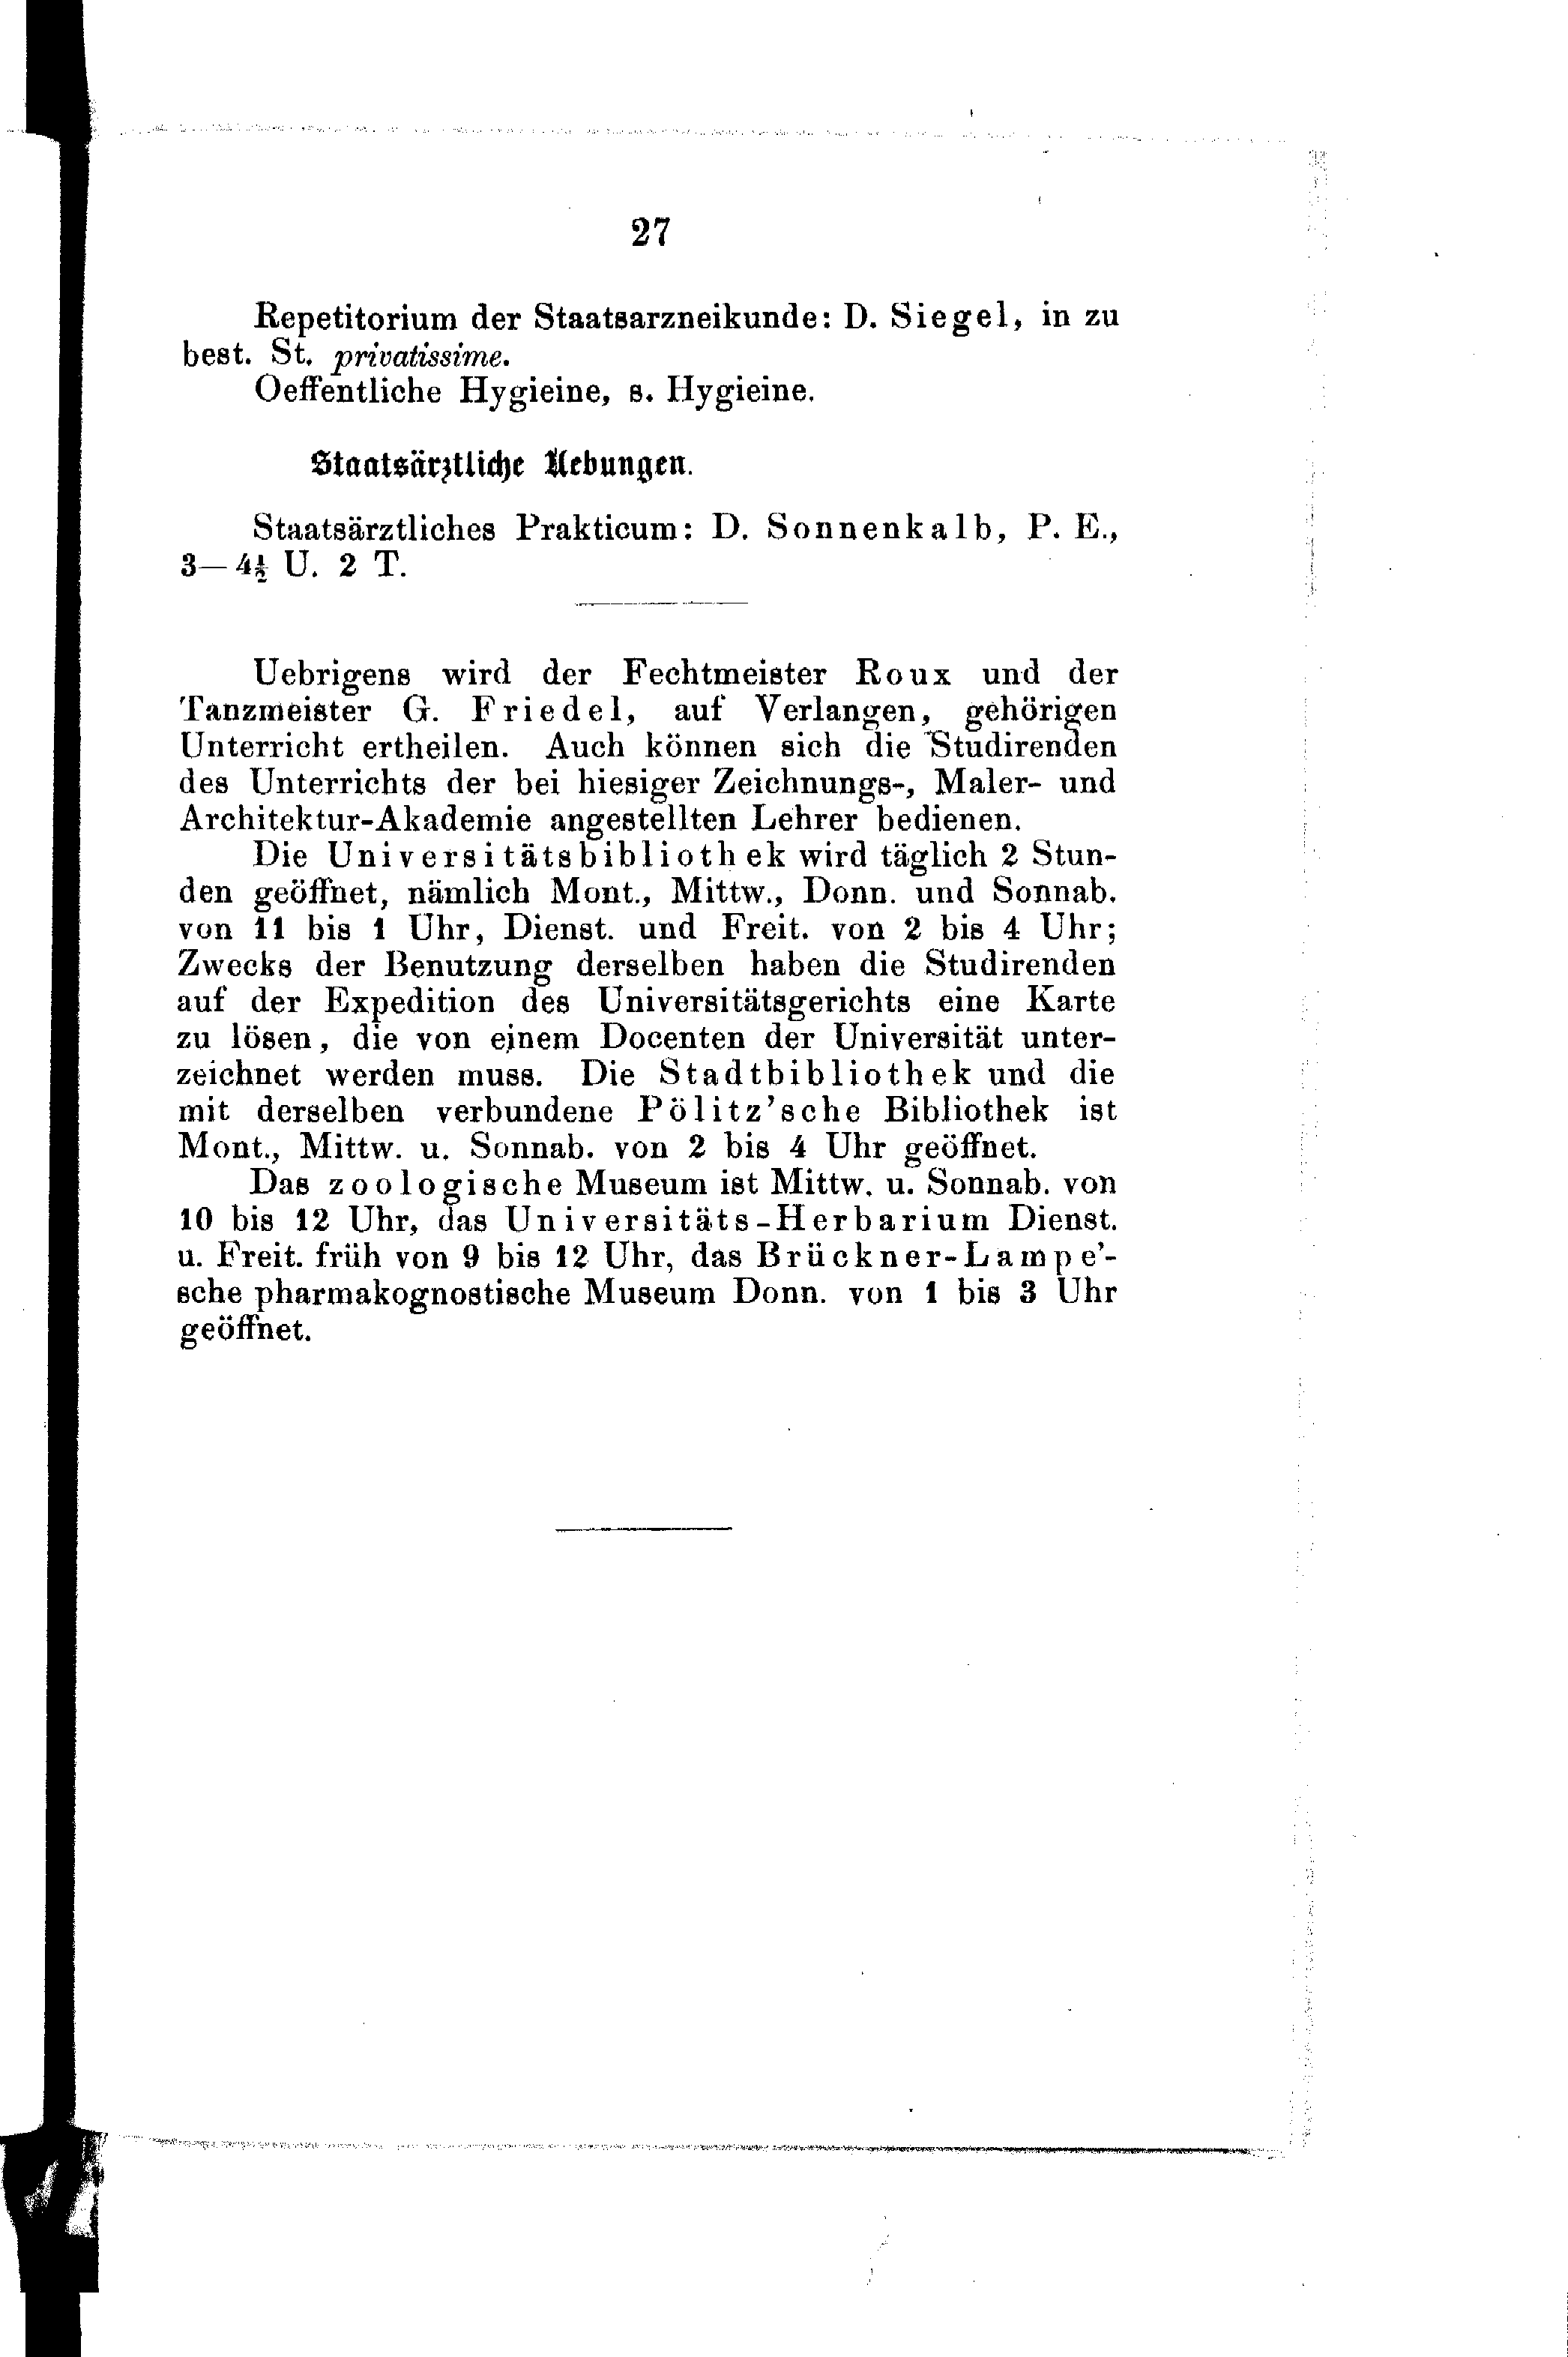 27
Repetitorium der Staatsarzneikunde: D. Siegel, in zu
best. St. privatissime.
Oeffentliche Hygieine, s. Hygieine.
Staatsärztliche Uebungen.
Staatsärztliches Prakticum: D. Sonnenkalb, P. E.,
3—4½ U. 2 T.
Uebrigens wird der Fechtmeister Roux und der
Tanzmeister G. Friedel, auf Verlangen, gehörigen
Unterricht ertheilen. Auch können sich die Studirenden
des Unterrichts der bei hiesiger Zeichnungs-, Maler- und
Architektur-Akademie angestellten Lehrer bedienen.
Die Universitätsbibliothek wird täglich 2 Stun-
den geöffnet, nämlich Mont., Mittw., Donn. und Sonnab.
von 11 bis 1 Uhr, Dienst. und Freit. von 2 bis 4 Uhr;
Zwecks der Benutzung derselben haben die Studirenden
auf der Expedition des Universitätsgerichts eine Karte
zu lösen, die von einem Docenten der Universität unter-
zeichnet werden muss. Die Stadtbibliothek und die
mit derselben verbundene Pölitz'sche Bibliothek ist
Mont., Mittw. u. Sonnab. von 2 bis 4 Uhr geöffnet.
Das zoologische Museum ist Mittw. u. Sonnab. von
10 bis 12 Uhr, das Universitäts-Herbarium Dienst.
u. Freit. früh von 9 bis 12 Uhr, das Brückner-Lampe'-
sche pharmakognostische Museum Donn. von 1 bis 3 Uhr
geöffnet.